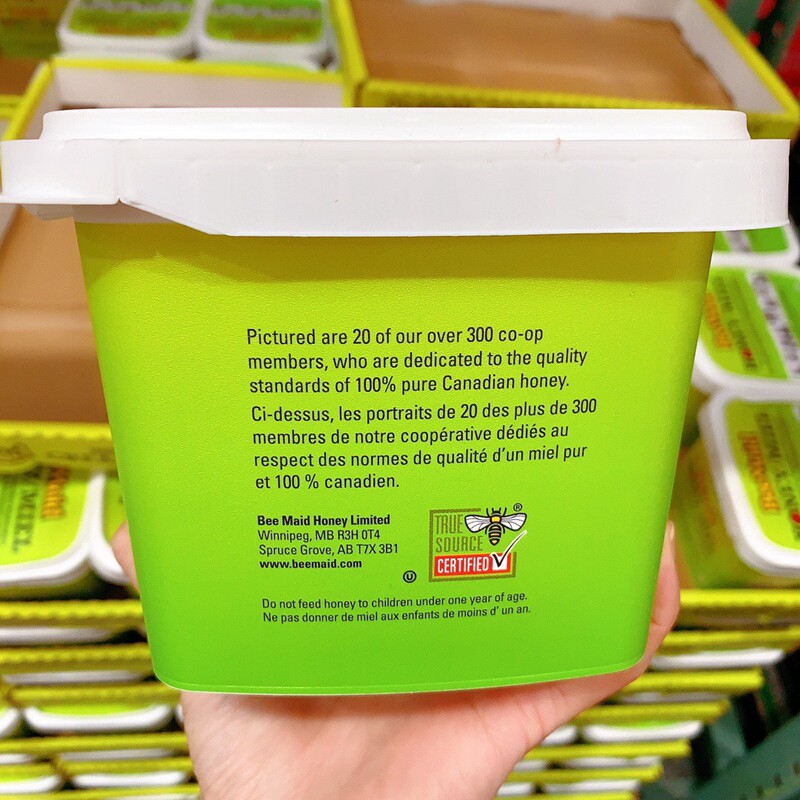 Pictured are 20 of our over 300 co-op
members, who are dedicated to the quality
standards of 100% pure Canadian honey.
Ci-dessus, les portraits de 20 des plus de 300
membres de notre coopérative dédiés au
respect des normes de qualité d'un miel pur
et 100 % canadien.
Bee Maid Honey Limited
Winnipeg, MB R3H 0T4
Spruce Grove, AB T7X 3B1
www.beemaid.com
TRUE
SOURCE
CERTIFIED
®
U
Do not feed honey to children under one year of age.
Ne pas donner de miel aux enfants de moins d' un an.